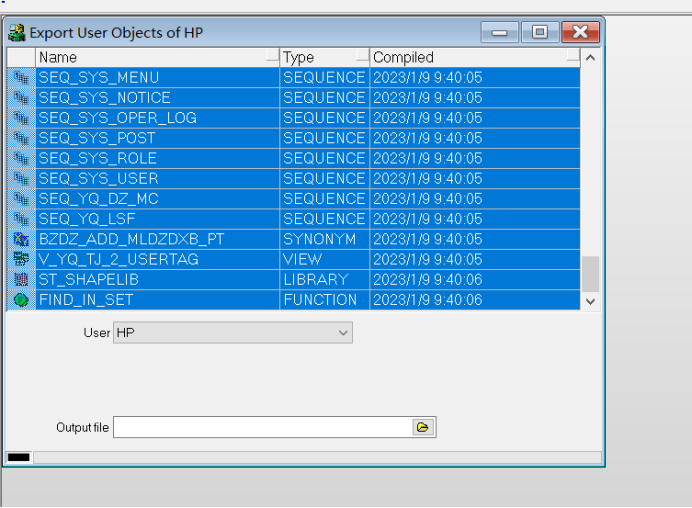 Export User Objects of HP
Name Type Compiled
SEQ_SYS_MENU SEQUENCE 2023/1/9 9:40:05
SEQ_SYS_NOTICE SEQUENCE 2023/1/9 9:40:05
SEQ_SYS_OPER_LOG SEQUENCE 2023/1/9 9:40:05
SEQ_SYS_POST SEQUENCE 2023/1/9 9:40:05
SEQ_SYS_ROLE SEQUENCE 2023/1/9 9:40:05
SEQ_SYS_USER SEQUENCE 2023/1/9 9:40:05
SEQ_YQ_DZ_MC SEQUENCE 2023/1/9 9:40:05
SEQ_YQ_LSF SEQUENCE 2023/1/9 9:40:05
BZDZ_ADD_MLDZDXB_PT SYNONYM 2023/1/9 9:40:05
V_YQ_TJ_2_USERTAG VIEW 2023/1/9 9:40:05
ST_SHAPELIB LIBRARY 2023/1/9 9:40:06
FIND_IN_SET FUNCTION 2023/1/9 9:40:06
User HP
Output file